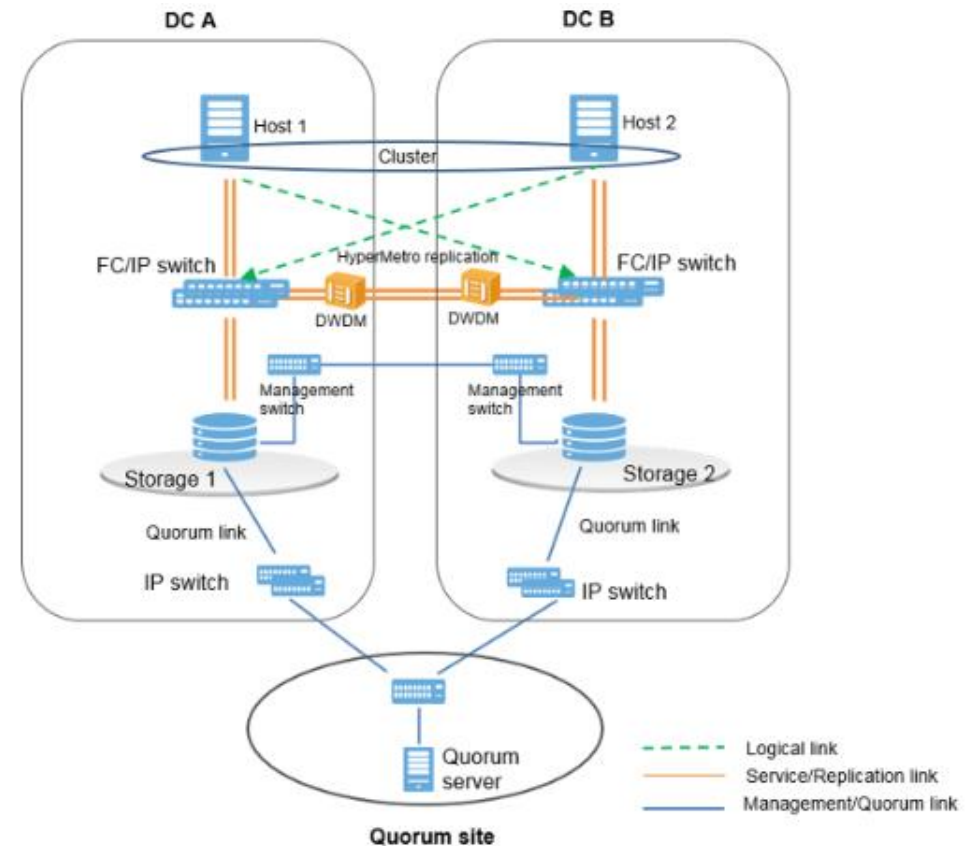 DC A
DC B
Host 1
Host 2
Cluster
HyperMetro replication
FC/IP switch
FC/IP switch
DWDM
DWDM
Management
switch
Management
switch
Storage 1
Storage 2
Quorum link
Quorum link
IP switch
IP switch
Quorum
server
Logical link
Service/Replication link
Management/Quorum link
Quorum site